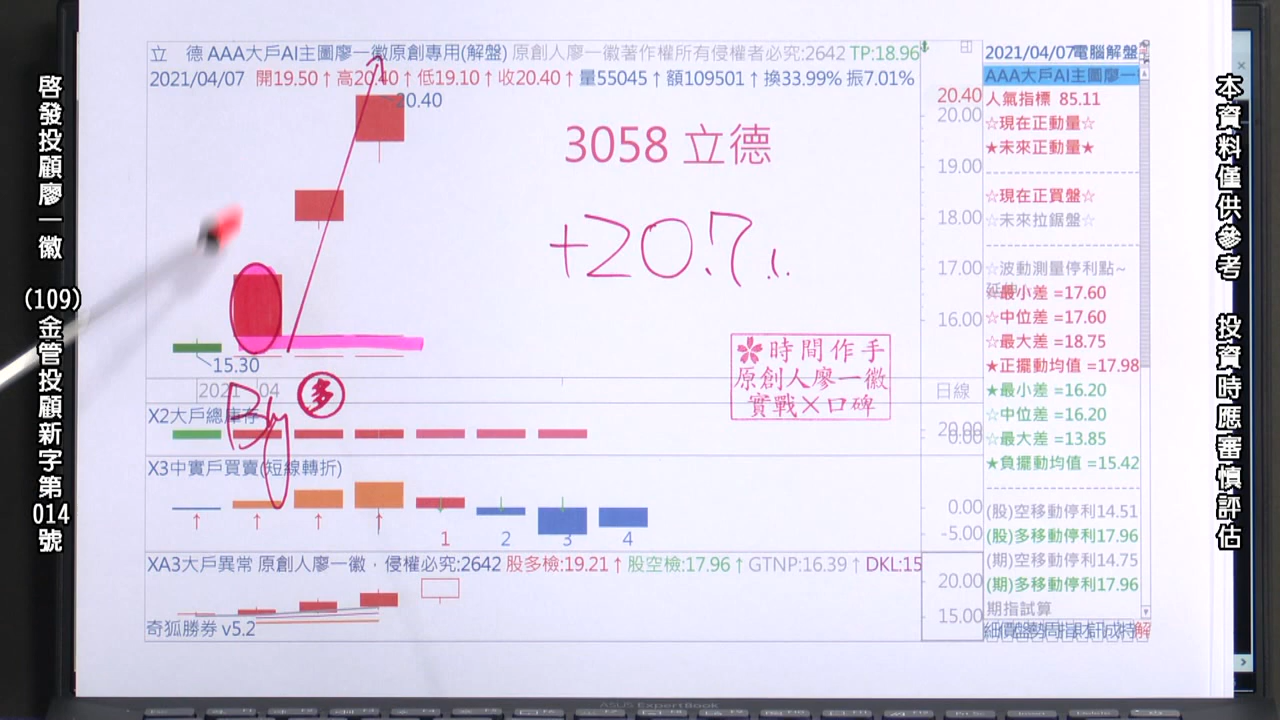 啓發投顧廖一徽 (109)金管投顧新字第014號
本資料僅供參考 投資時應審慎評估
立 德 AAA大戶AI主圖廖一徽原創專用(解盤) 原創人廖一徽著作權所有侵權者必究:2642 TP:18.96
2021/04/07 開19.50↑ 高20.40↑ 低19.10↑ 收20.40↑ 量55045↑ 額109501↑ 換33.99% 振7.01%
20.40
3058 立德
+20.7%
15.30
Buy
多
時間作手
原創人廖一徽
實戰×口碑
20.40
20.00
19.00
18.00
17.00
16.00
2021 04
日線
X2大戶總庫存
20.00
0.00
X3中實戶買賣(短線轉折)
0.00
-5.00
1 2 3 4
XA3大戶異常 原創人廖一徽,侵權必究:2642 股多檢:19.21↑ 股空檢:17.96↑ GTNP:16.39↑ DKL:15
20.00
15.00
奇狐勝券 v5.2
2021/04/07電腦解盤
AAA大戶AI主圖廖一
人氣指標 85.11
☆現在正動量☆
★未來正動量★
☆現在正買盤☆
☆未來拉鋸盤☆
☆波動測量停利點~
☆最小差 =17.60
☆中位差 =17.60
☆最大差 =18.75
★正擺動均值 =17.98
★最小差 =16.20
☆中位差 =16.20
☆最大差 =13.85
★負擺動均值 =15.42
(股)空移動停利14.51
(股)多移動停利17.96
(期)空移動停利14.75
(期)多移動停利17.96
期指試算
ASUS ExpertBook